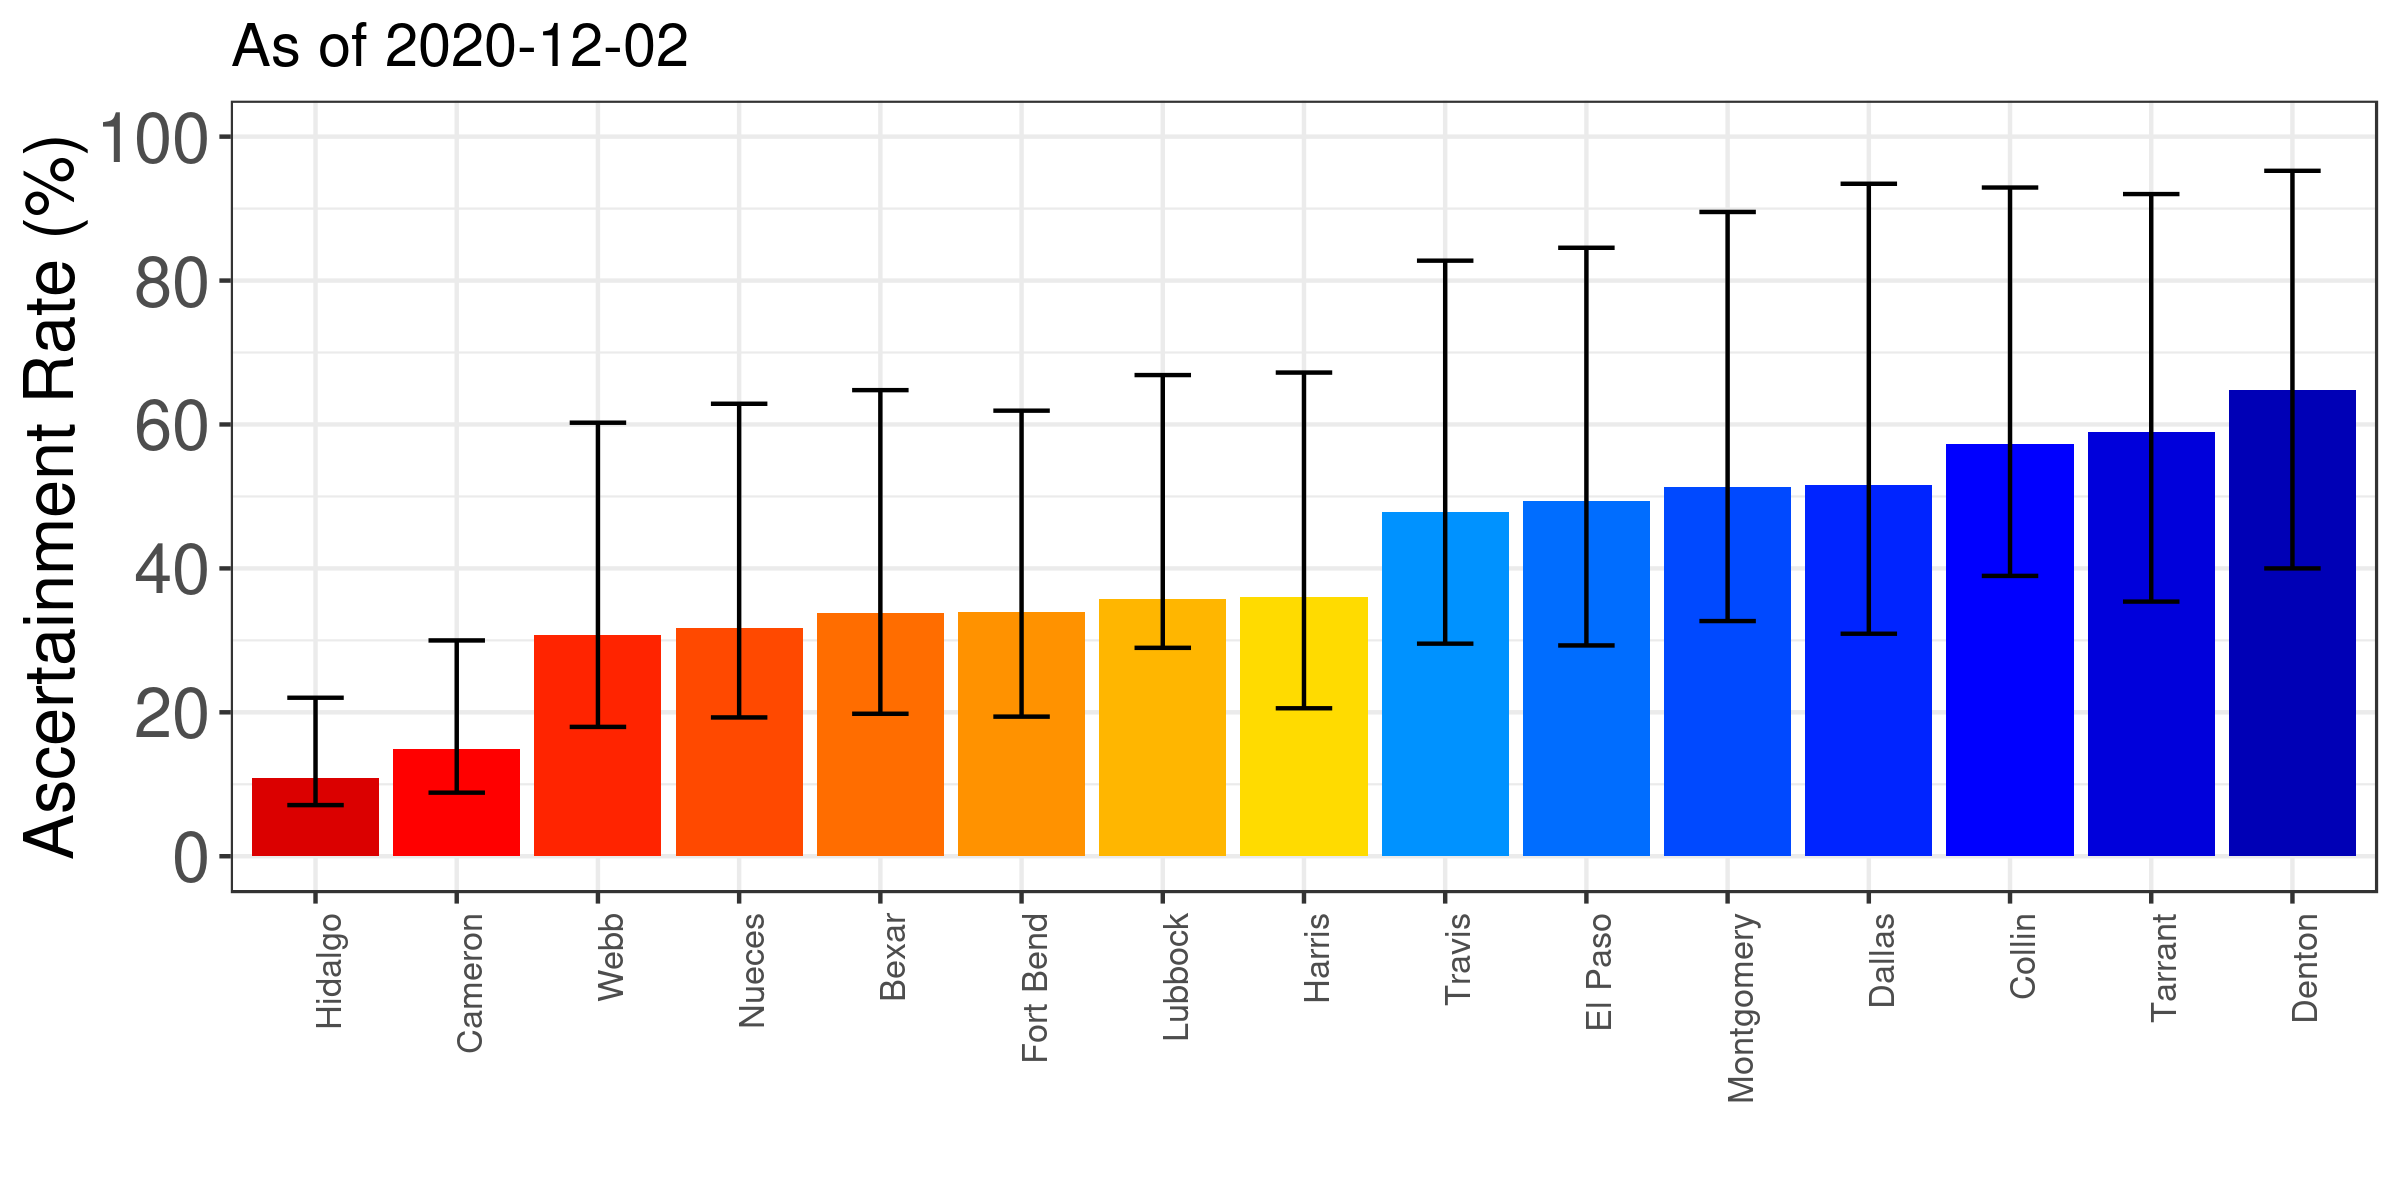 As of 2020-12-02
Ascertainment Rate (%)
100
80
60
40
20
0
Hidalgo
Cameron
Webb
Nueces
Bexar
Fort Bend
Lubbock
Harris
Travis
El Paso
Montgomery
Dallas
Collin
Tarrant
Denton